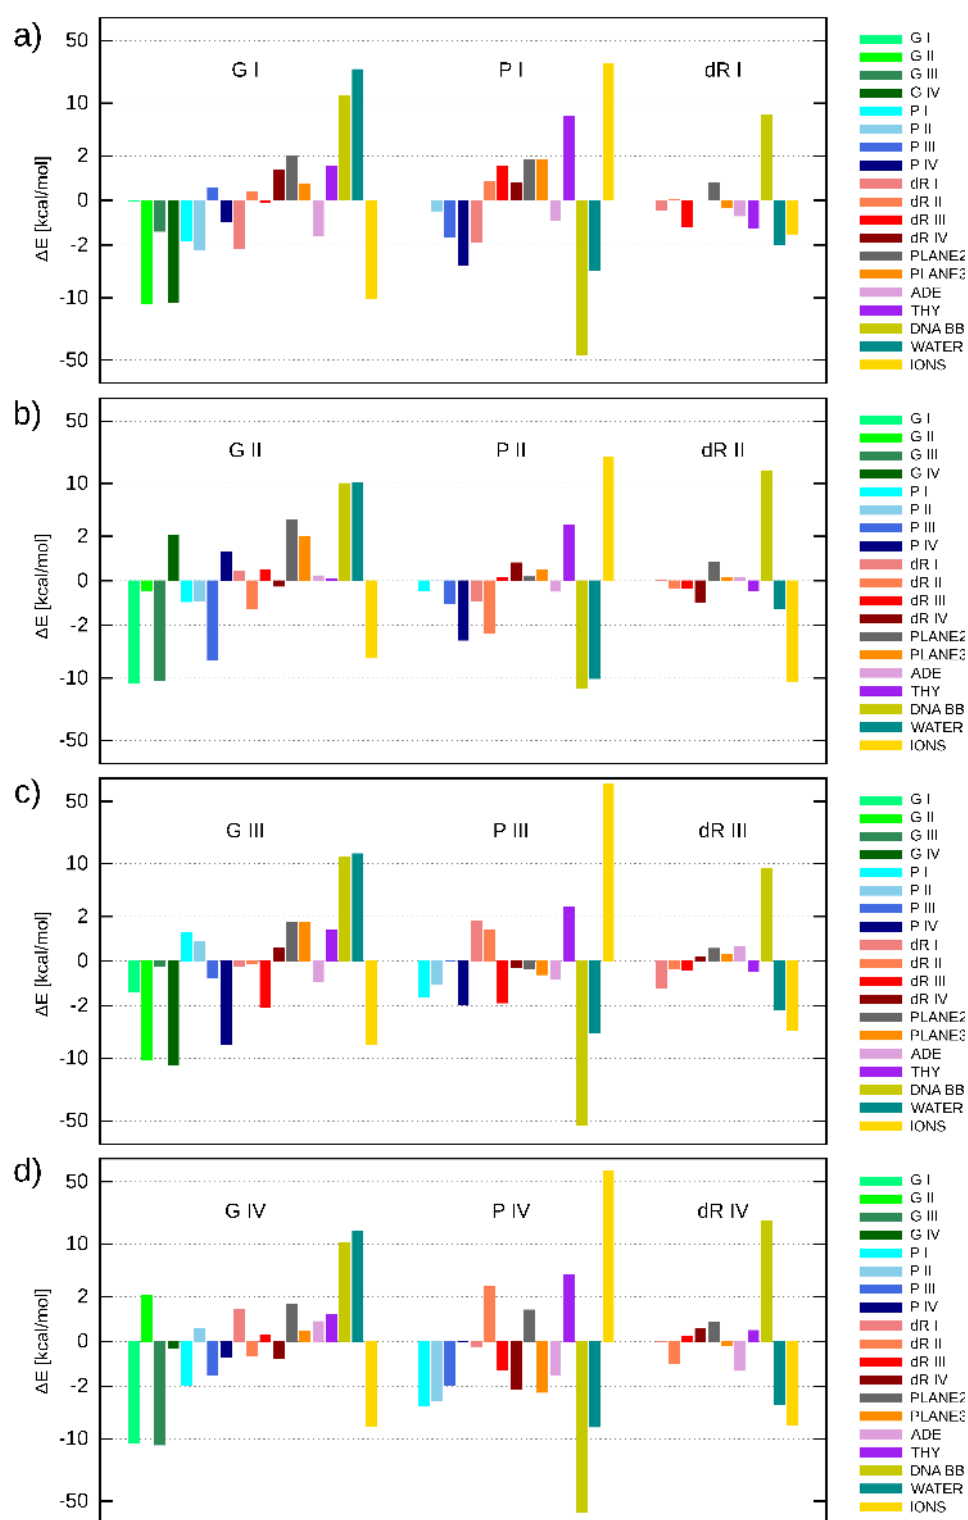 a)
50
10
2
0
-2
-10
-50
ΔE [kcal/mol]
G I
P I
dR I
G I
G II
G III
G IV
P I
P II
P III
P IV
dR I
dR II
dR III
dR IV
PLANE2
PLANE3
ADE
THY
DNA BB
WATER
IONS
b)
50
10
2
0
-2
-10
-50
ΔE [kcal/mol]
G II
P II
dR II
G I
G II
G III
G IV
P I
P II
P III
P IV
dR I
dR II
dR III
dR IV
PLANE2
PLANE3
ADE
THY
DNA BB
WATER
IONS
c)
50
10
2
0
-2
-10
-50
ΔE [kcal/mol]
G III
P III
dR III
G I
G II
G III
G IV
P I
P II
P III
P IV
dR I
dR II
dR III
dR IV
PLANE2
PLANE3
ADE
THY
DNA BB
WATER
IONS
d)
50
10
2
0
-2
-10
-50
ΔE [kcal/mol]
G IV
P IV
dR IV
G I
G II
G III
G IV
P I
P II
P III
P IV
dR I
dR II
dR III
dR IV
PLANE2
PLANE3
ADE
THY
DNA BB
WATER
IONS